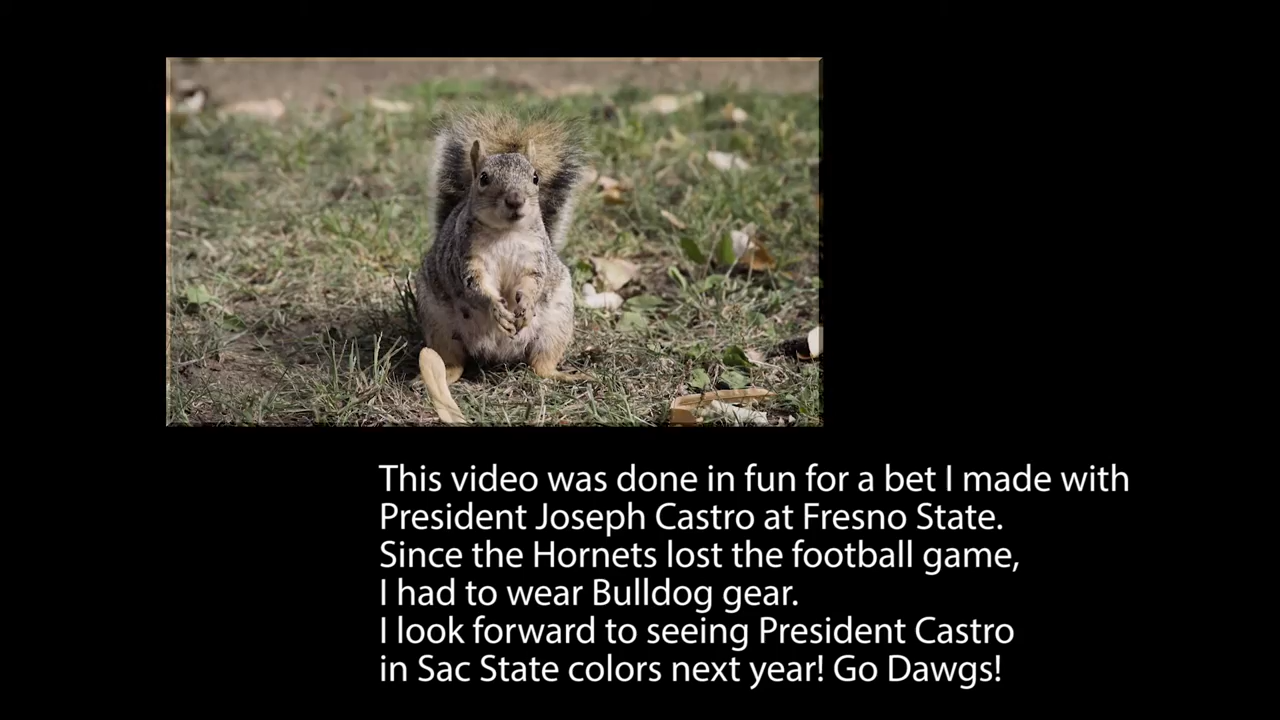 This video was done in fun for a bet I made with
President Joseph Castro at Fresno State.
Since the Hornets lost the football game,
I had to wear Bulldog gear.
I look forward to seeing President Castro
in Sac State colors next year! Go Dawgs!